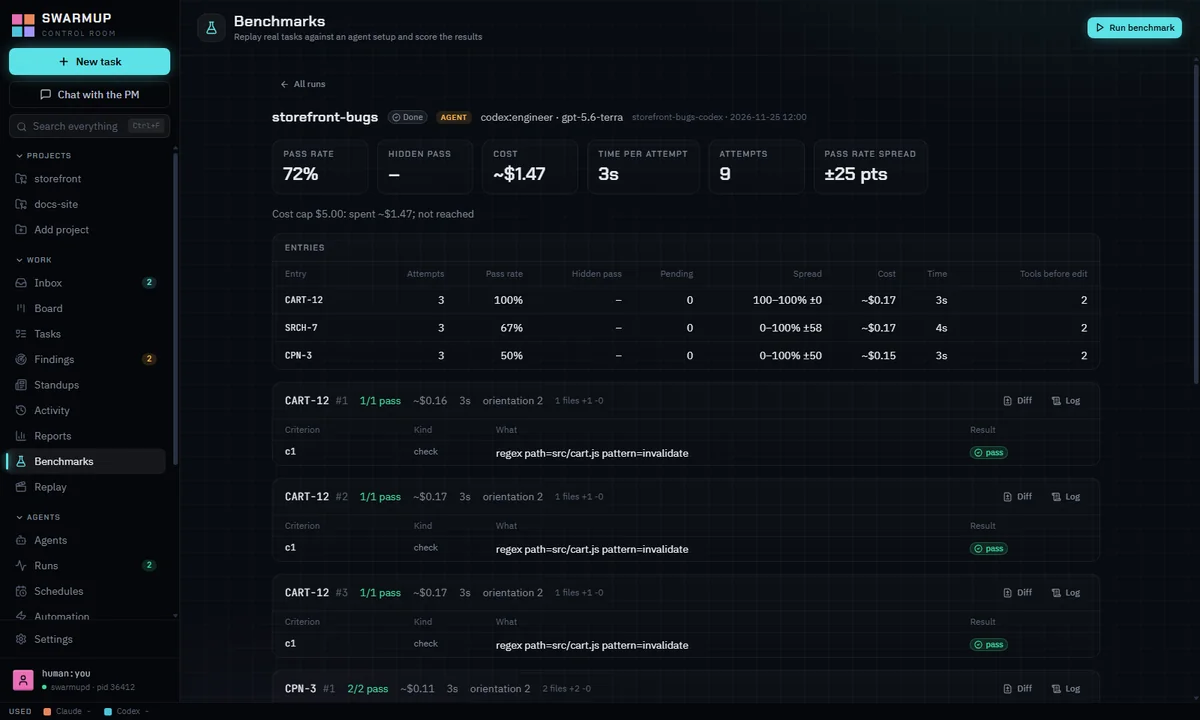 SWARMUP
CONTROL ROOM
+ New task
Chat with the PM
Search everything Ctrl+F
PROJECTS
storefront
docs-site
Add project
WORK
Inbox 2
Board
Tasks
Findings 2
Standups
Activity
Reports
Benchmarks
Replay
AGENTS
Agents
Runs 2
Schedules
Automation
Settings
human:you
swarmupd · pid 36412
USED Claude - Codex -
Benchmarks
Replay real tasks against an agent setup and score the results
Run benchmark
← All runs
storefront-bugs Done AGENT codex:engineer · gpt-5.6-terra storefront-bugs-codex · 2026-11-25 12:00
PASS RATE HIDDEN PASS COST TIME PER ATTEMPT ATTEMPTS PASS RATE SPREAD
72% – ~$1.47 3s 9 ±25 pts
Cost cap $5.00: spent ~$1.47; not reached
ENTRIES
Entry Attempts Pass rate Hidden pass Pending Spread Cost Time Tools before edit
CART-12 3 100% – 0 100–100% ±0 ~$0.17 3s 2
SRCH-7 3 67% – 0 0–100% ±58 ~$0.17 4s 2
CPN-3 3 50% – 0 0–100% ±50 ~$0.15 3s 2
CART-12 #1 1/1 pass ~$0.16 3s orientation 2 1 files +1 -0 Diff Log
Criterion Kind What Result
c1 check regex path=src/cart.js pattern=invalidate pass
CART-12 #2 1/1 pass ~$0.17 3s orientation 2 1 files +1 -0 Diff Log
Criterion Kind What Result
c1 check regex path=src/cart.js pattern=invalidate pass
CART-12 #3 1/1 pass ~$0.17 3s orientation 2 1 files +1 -0 Diff Log
Criterion Kind What Result
c1 check regex path=src/cart.js pattern=invalidate pass
CPN-3 #1 2/2 pass ~$0.11 3s orientation 2 2 files +2 -0 Diff Log